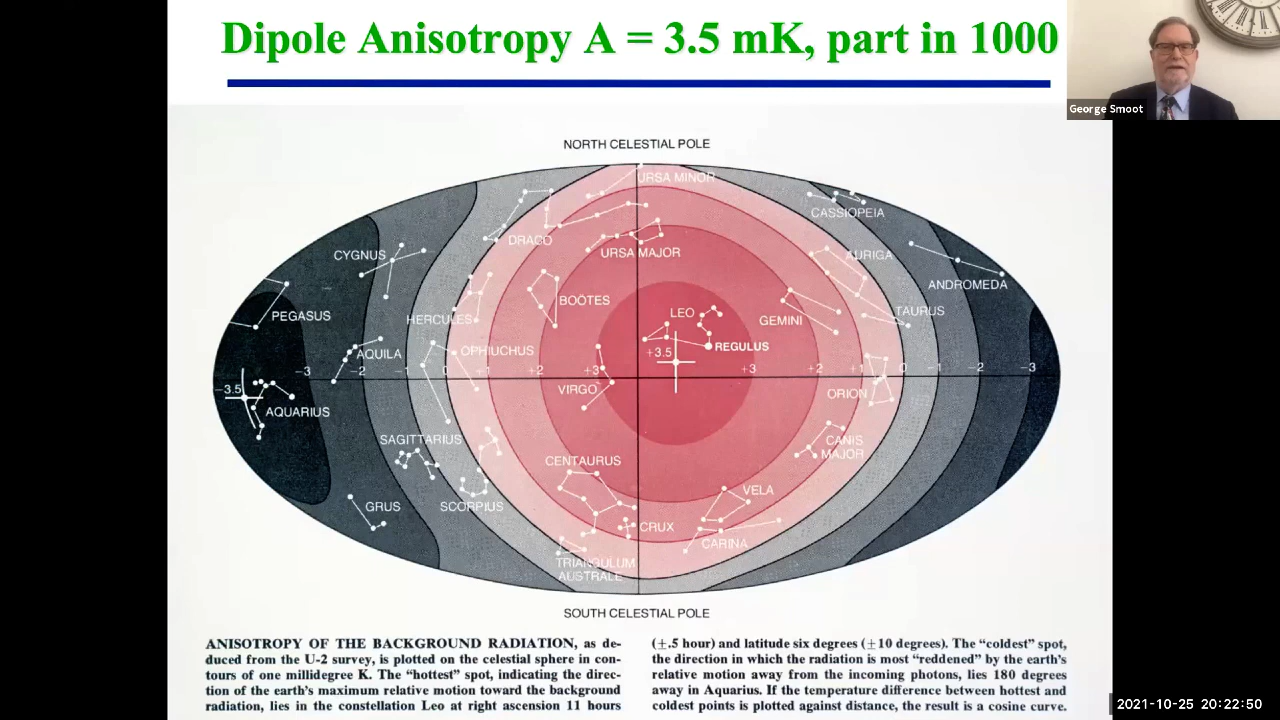 Dipole Anisotropy A = 3.5 mK, part in 1000
George Smoot
NORTH CELESTIAL POLE
URSA MINOR
CASSIOPEIA
DRACO
CYGNUS
URSA MAJOR
AURIGA
ANDROMEDA
BOÖTES
PEGASUS
HERCULES
LEO
GEMINI
TAURUS
REGULUS
AQUILA
OPHIUCHUS
+3.5
−3 −2 −1 0 +1 +2 +3 +3 +2 +1 0 −1 −2 −3
−3.5
VIRGO
ORION
AQUARIUS
SAGITTARIUS
CANIS
MAJOR
CENTAURUS
VELA
GRUS
SCORPIUS
CRUX
CARINA
TRIANGULUM
AUSTRALE
SOUTH CELESTIAL POLE
ANISOTROPY OF THE BACKGROUND RADIATION, as de-
duced from the U-2 survey, is plotted on the celestial sphere in con-
tours of one millidegree K. The “hottest” spot, indicating the direc-
tion of the earth’s maximum relative motion toward the background
radiation, lies in the constellation Leo at right ascension 11 hours
(±.5 hour) and latitude six degrees (±10 degrees). The “coldest” spot,
the direction in which the radiation is most “reddened” by the earth’s
relative motion away from the incoming photons, lies 180 degrees
away in Aquarius. If the temperature difference between hottest and
coldest points is plotted against distance, the result is a cosine curve.
2021-10-25 20:22:50